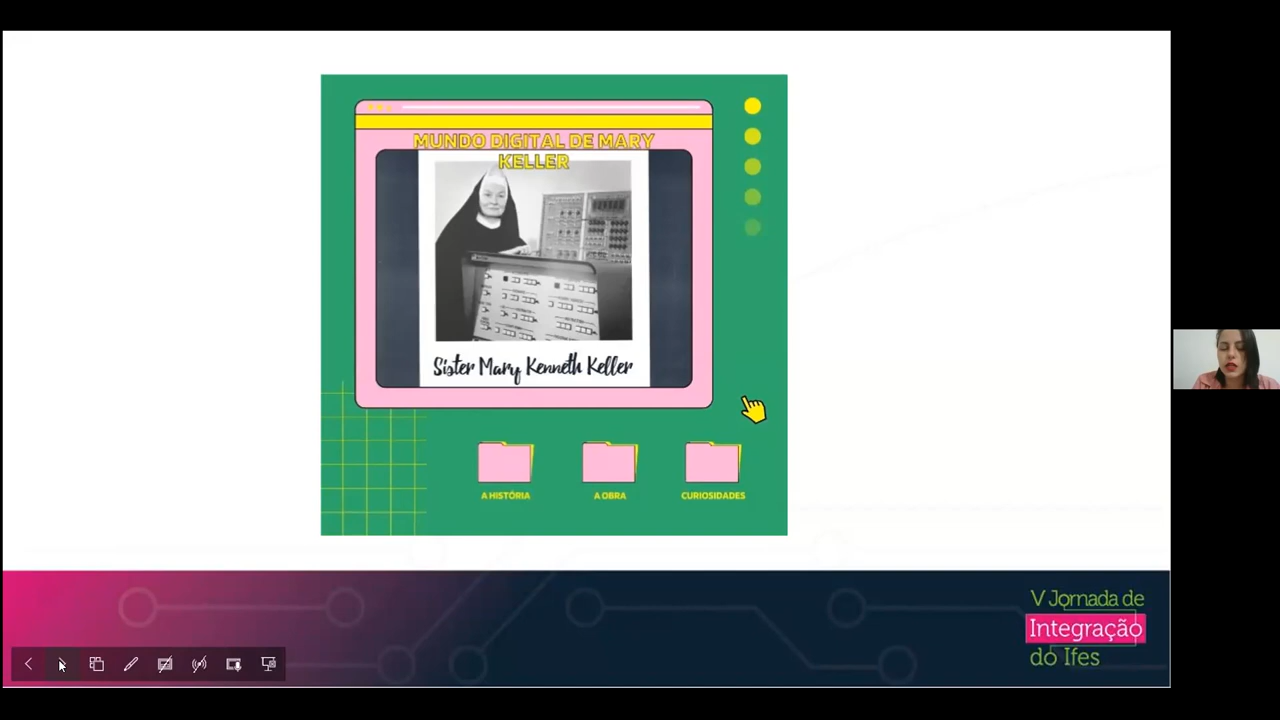 MUNDO DIGITAL DE MARY
KELLER
Sister Mary Kenneth Keller
A HISTÓRIA
A OBRA
CURIOSIDADES
V Jornada de
Integração
do Ifes